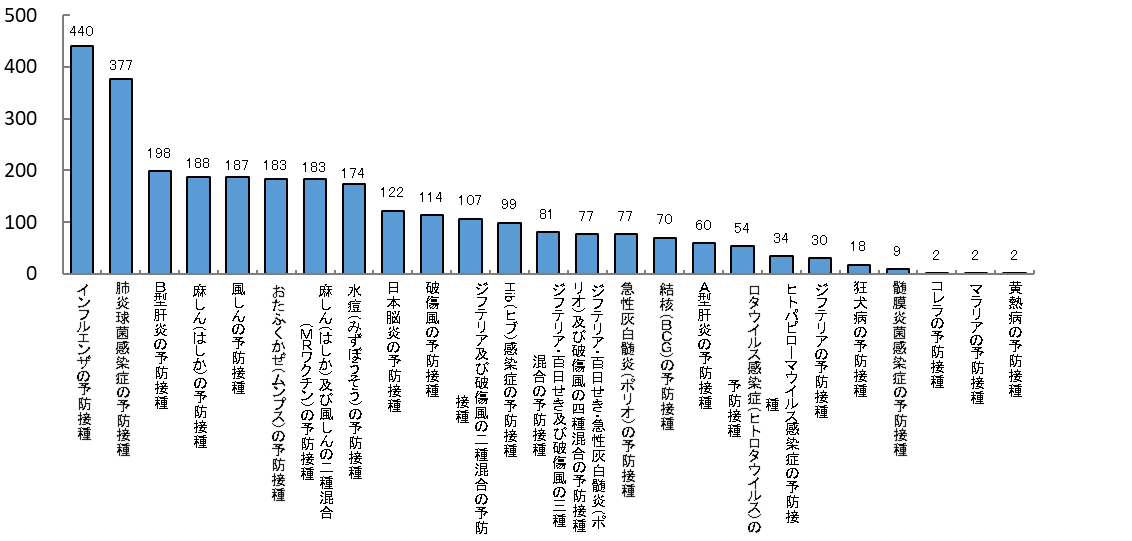 500
400
300
200
100
0
440
377
198
188
187
183
183
174
122
114
107
99
81
77
77
70
60
54
34
30
18
9
2
2
2
インフルエンザの予防接種
肺炎球菌感染症の予防接種
B型肝炎の予防接種
麻しん(はしか)の予防接種
風しんの予防接種
おたふくかぜ(ムンプス)の予防接種
麻しん(はしか)及び風しんの二種混合
(MRワクチン)の予防接種
水痘(みずぼうそう)の予防接種
日本脳炎の予防接種
破傷風の予防接種
ジフテリア及び破傷風の二種混合の予防
接種
Hib(ヒブ)感染症の予防接種
ジフテリア・百日せき及び破傷風の三種
混合の予防接種
ジフテリア・百日せき・急性灰白髄炎(ポ
リオ)及び破傷風の四種混合の予防接種
急性灰白髄炎(ポリオ)の予防接種
結核(BCG)の予防接種
A型肝炎の予防接種
ロタウイルス感染症(ヒトロタウイルス)の
予防接種
ヒトパピローマウイルス感染症の予防接
種
ジフテリアの予防接種
狂犬病の予防接種
髄膜炎菌感染症の予防接種
コレラの予防接種
マラリアの予防接種
黄熱病の予防接種